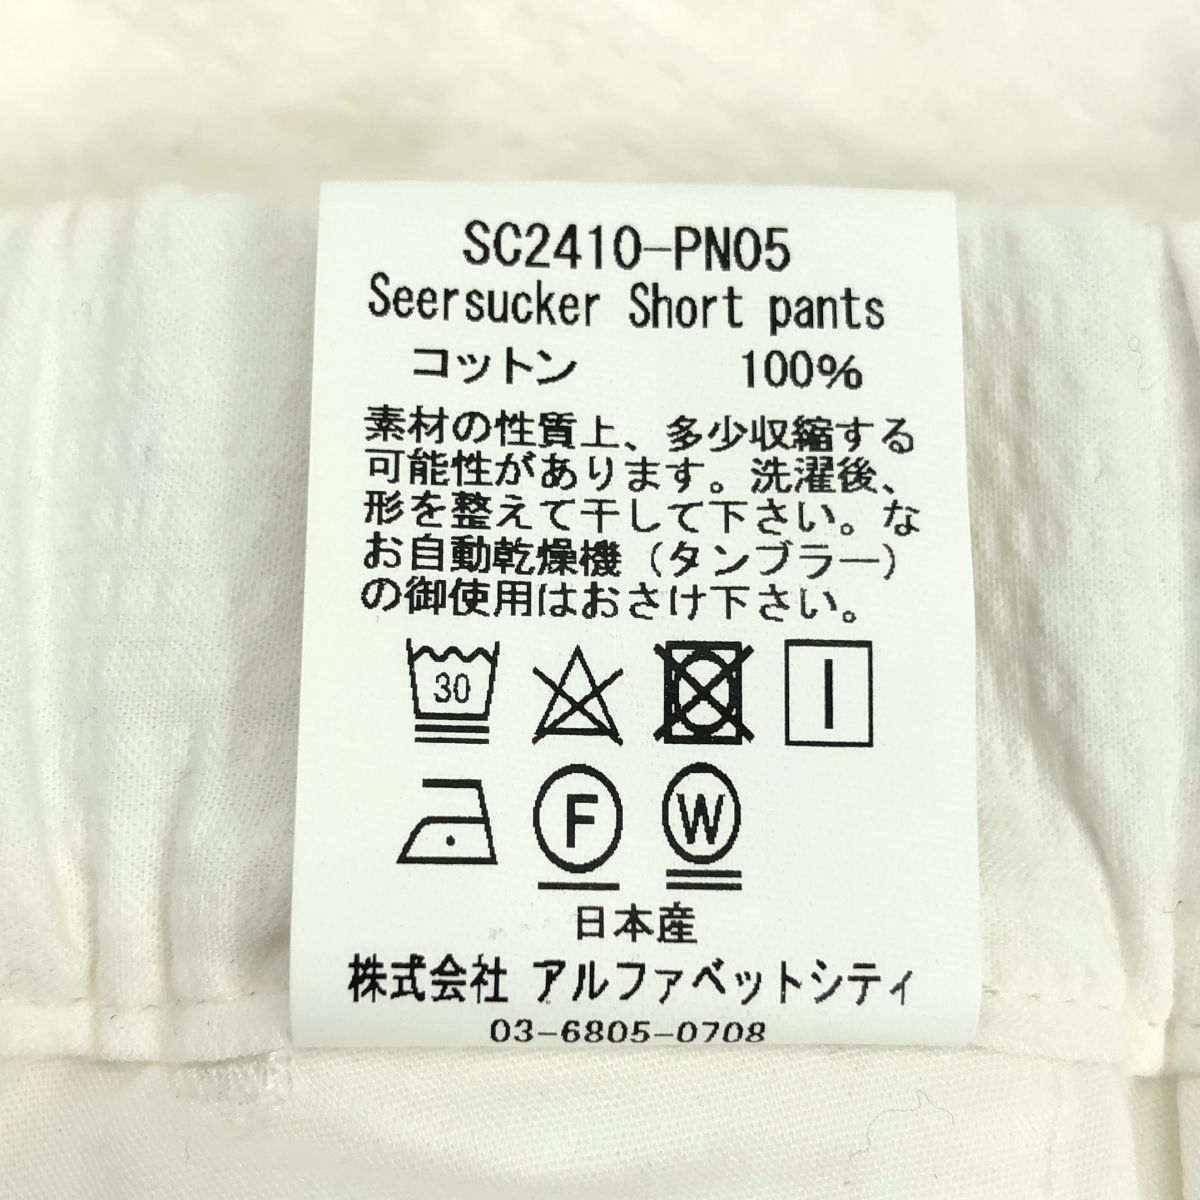 SC2410-PN05
Seersucker Short pants
コットン 100%
素材の性質上、多少収縮する
可能性があります。洗濯後、
形を整えて干して下さい。な
お自動乾燥機(タンブラー)
の御使用はおさけ下さい。
30
F W
日本産
株式会社 アルファベットシティ
03-6805-0708